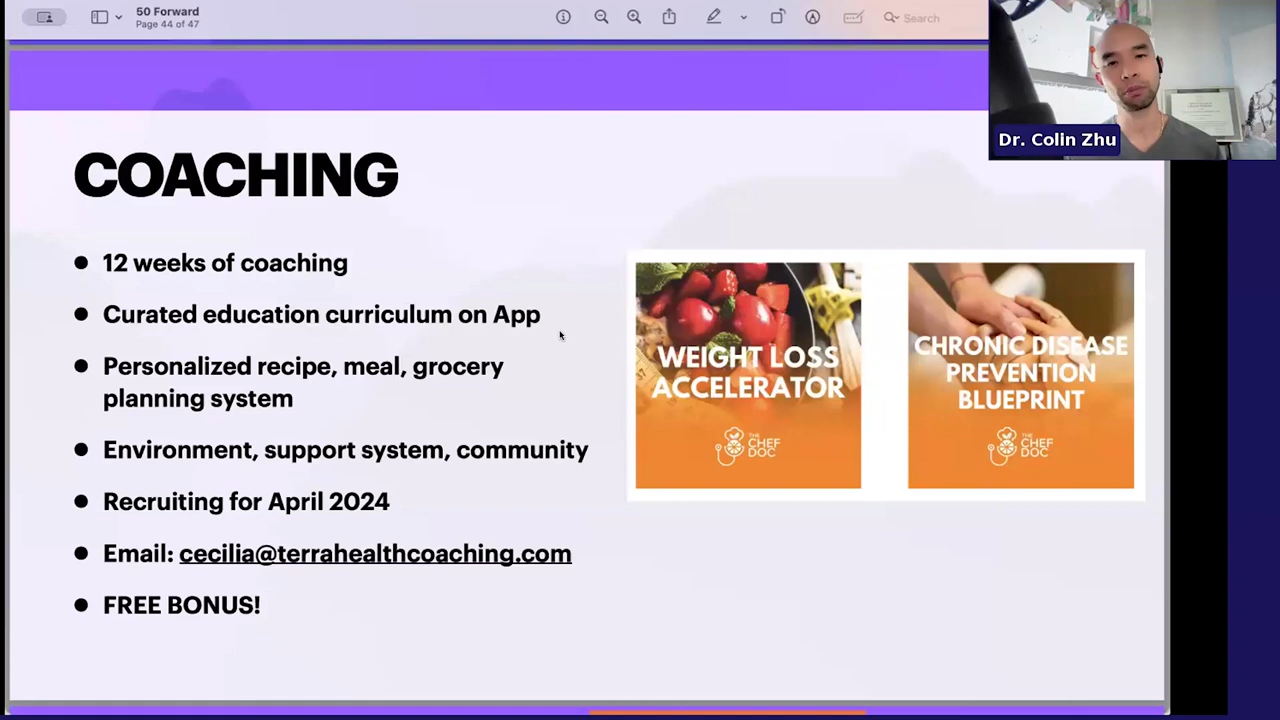 50 Forward
Page 44 of 47
Search
Dr. Colin Zhu
COACHING
12 weeks of coaching
Curated education curriculum on App
Personalized recipe, meal, grocery
planning system
Environment, support system, community
Recruiting for April 2024
Email: cecilia@terrahealthcoaching.com
FREE BONUS!
WEIGHT LOSS
ACCELERATOR
THE
CHEF
DOC
CHRONIC DISEASE
PREVENTION
BLUEPRINT
THE
CHEF
DOC